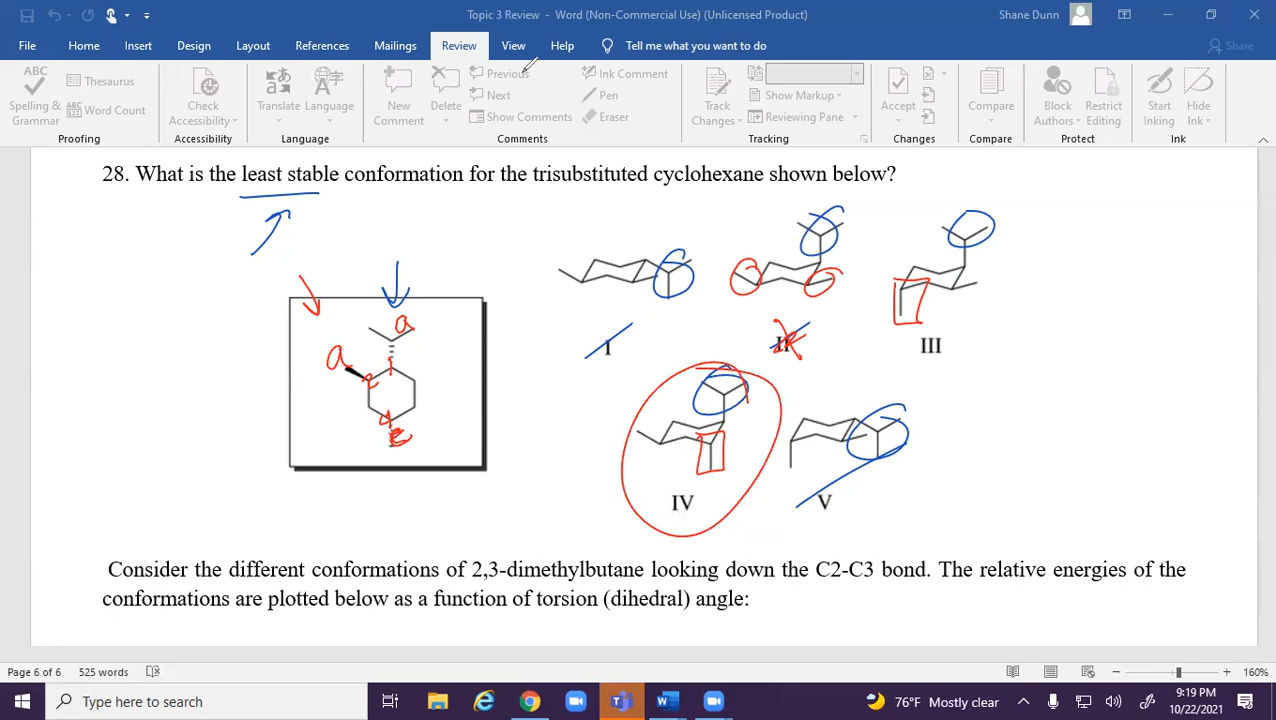 Topic 3 Review - Word (Non-Commercial Use) (Unlicensed Product)
Shane Dunn
File Home Insert Design Layout References Mailings Review View Help Tell me what you want to do Share
ABC
Spelling & Grammar
Thesaurus
ABC
123
Word Count
Proofing
Check Accessibility
Accessibility
Translate
Language
Language
New Comment
Delete
Previous
Next
Show Comments
Comments
Ink Comment
Pen
Eraser
Track Changes
Show Markup
Reviewing Pane
Tracking
Accept
Changes
Compare
Compare
Block Authors
Restrict Editing
Protect
Start Inking
Hide Ink
Ink
28. What is the least stable conformation for the trisubstituted cyclohexane shown below?
a
a
1
2
4
e
I
II
III
IV
V
Consider the different conformations of 2,3-dimethylbutane looking down the C2-C3 bond. The relative energies of the
conformations are plotted below as a function of torsion (dihedral) angle:
Page 6 of 6 525 words
160%
Type here to search
76°F Mostly clear
9:19 PM
10/22/2021